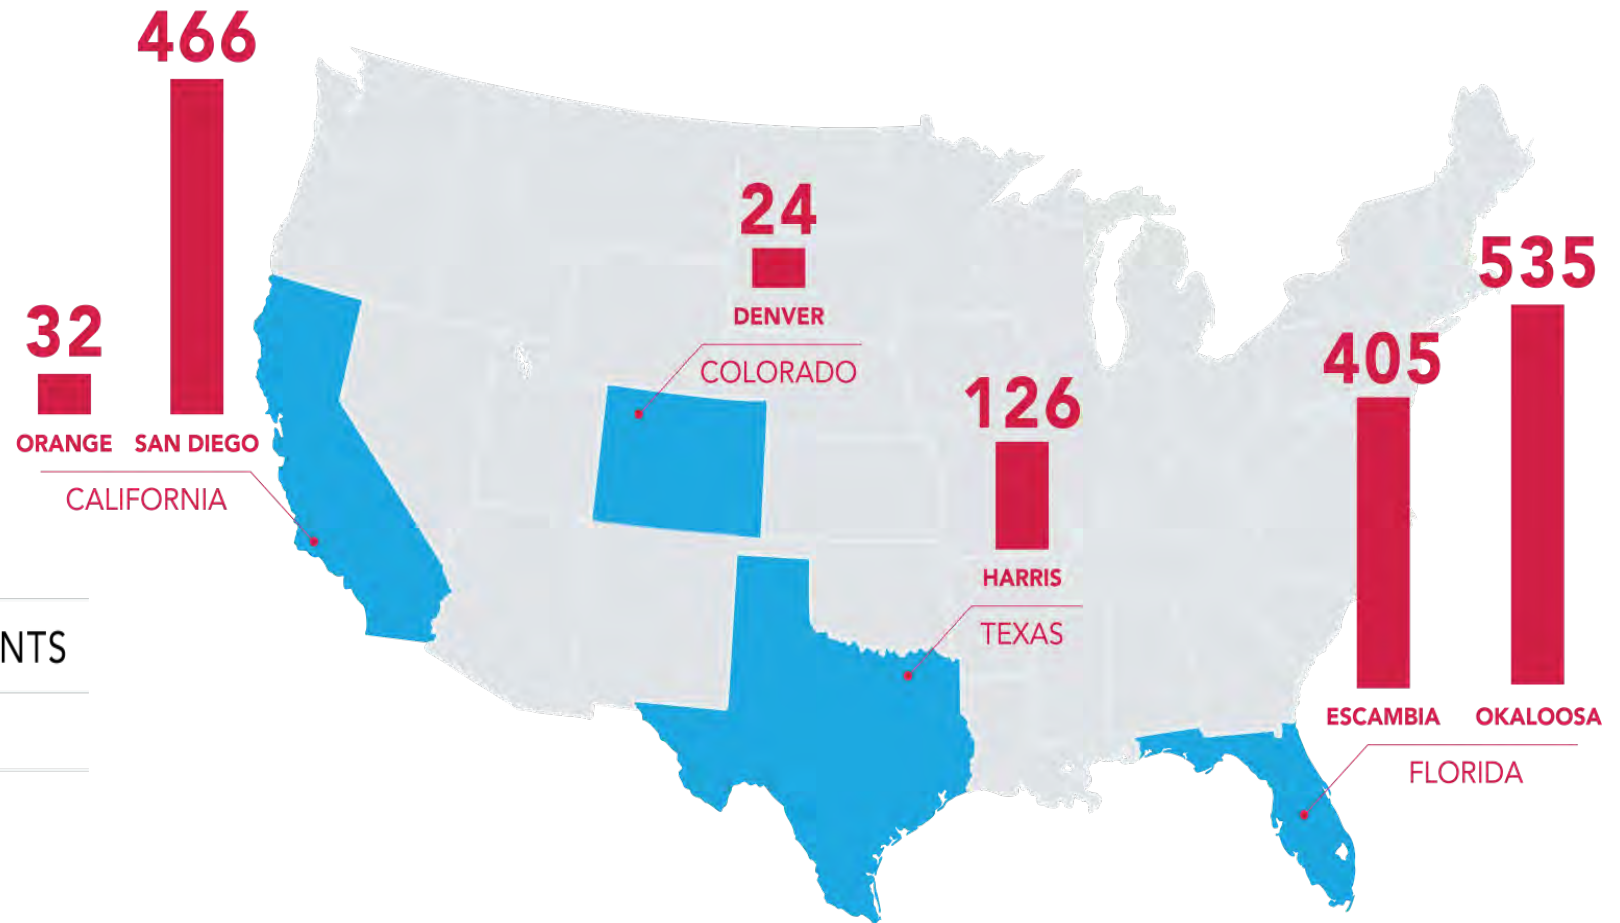 466
32
ORANGE SAN DIEGO
CALIFORNIA
24
DENVER
COLORADO
126
HARRIS
TEXAS
535
405
ESCAMBIA OKALOOSA
FLORIDA
NTS